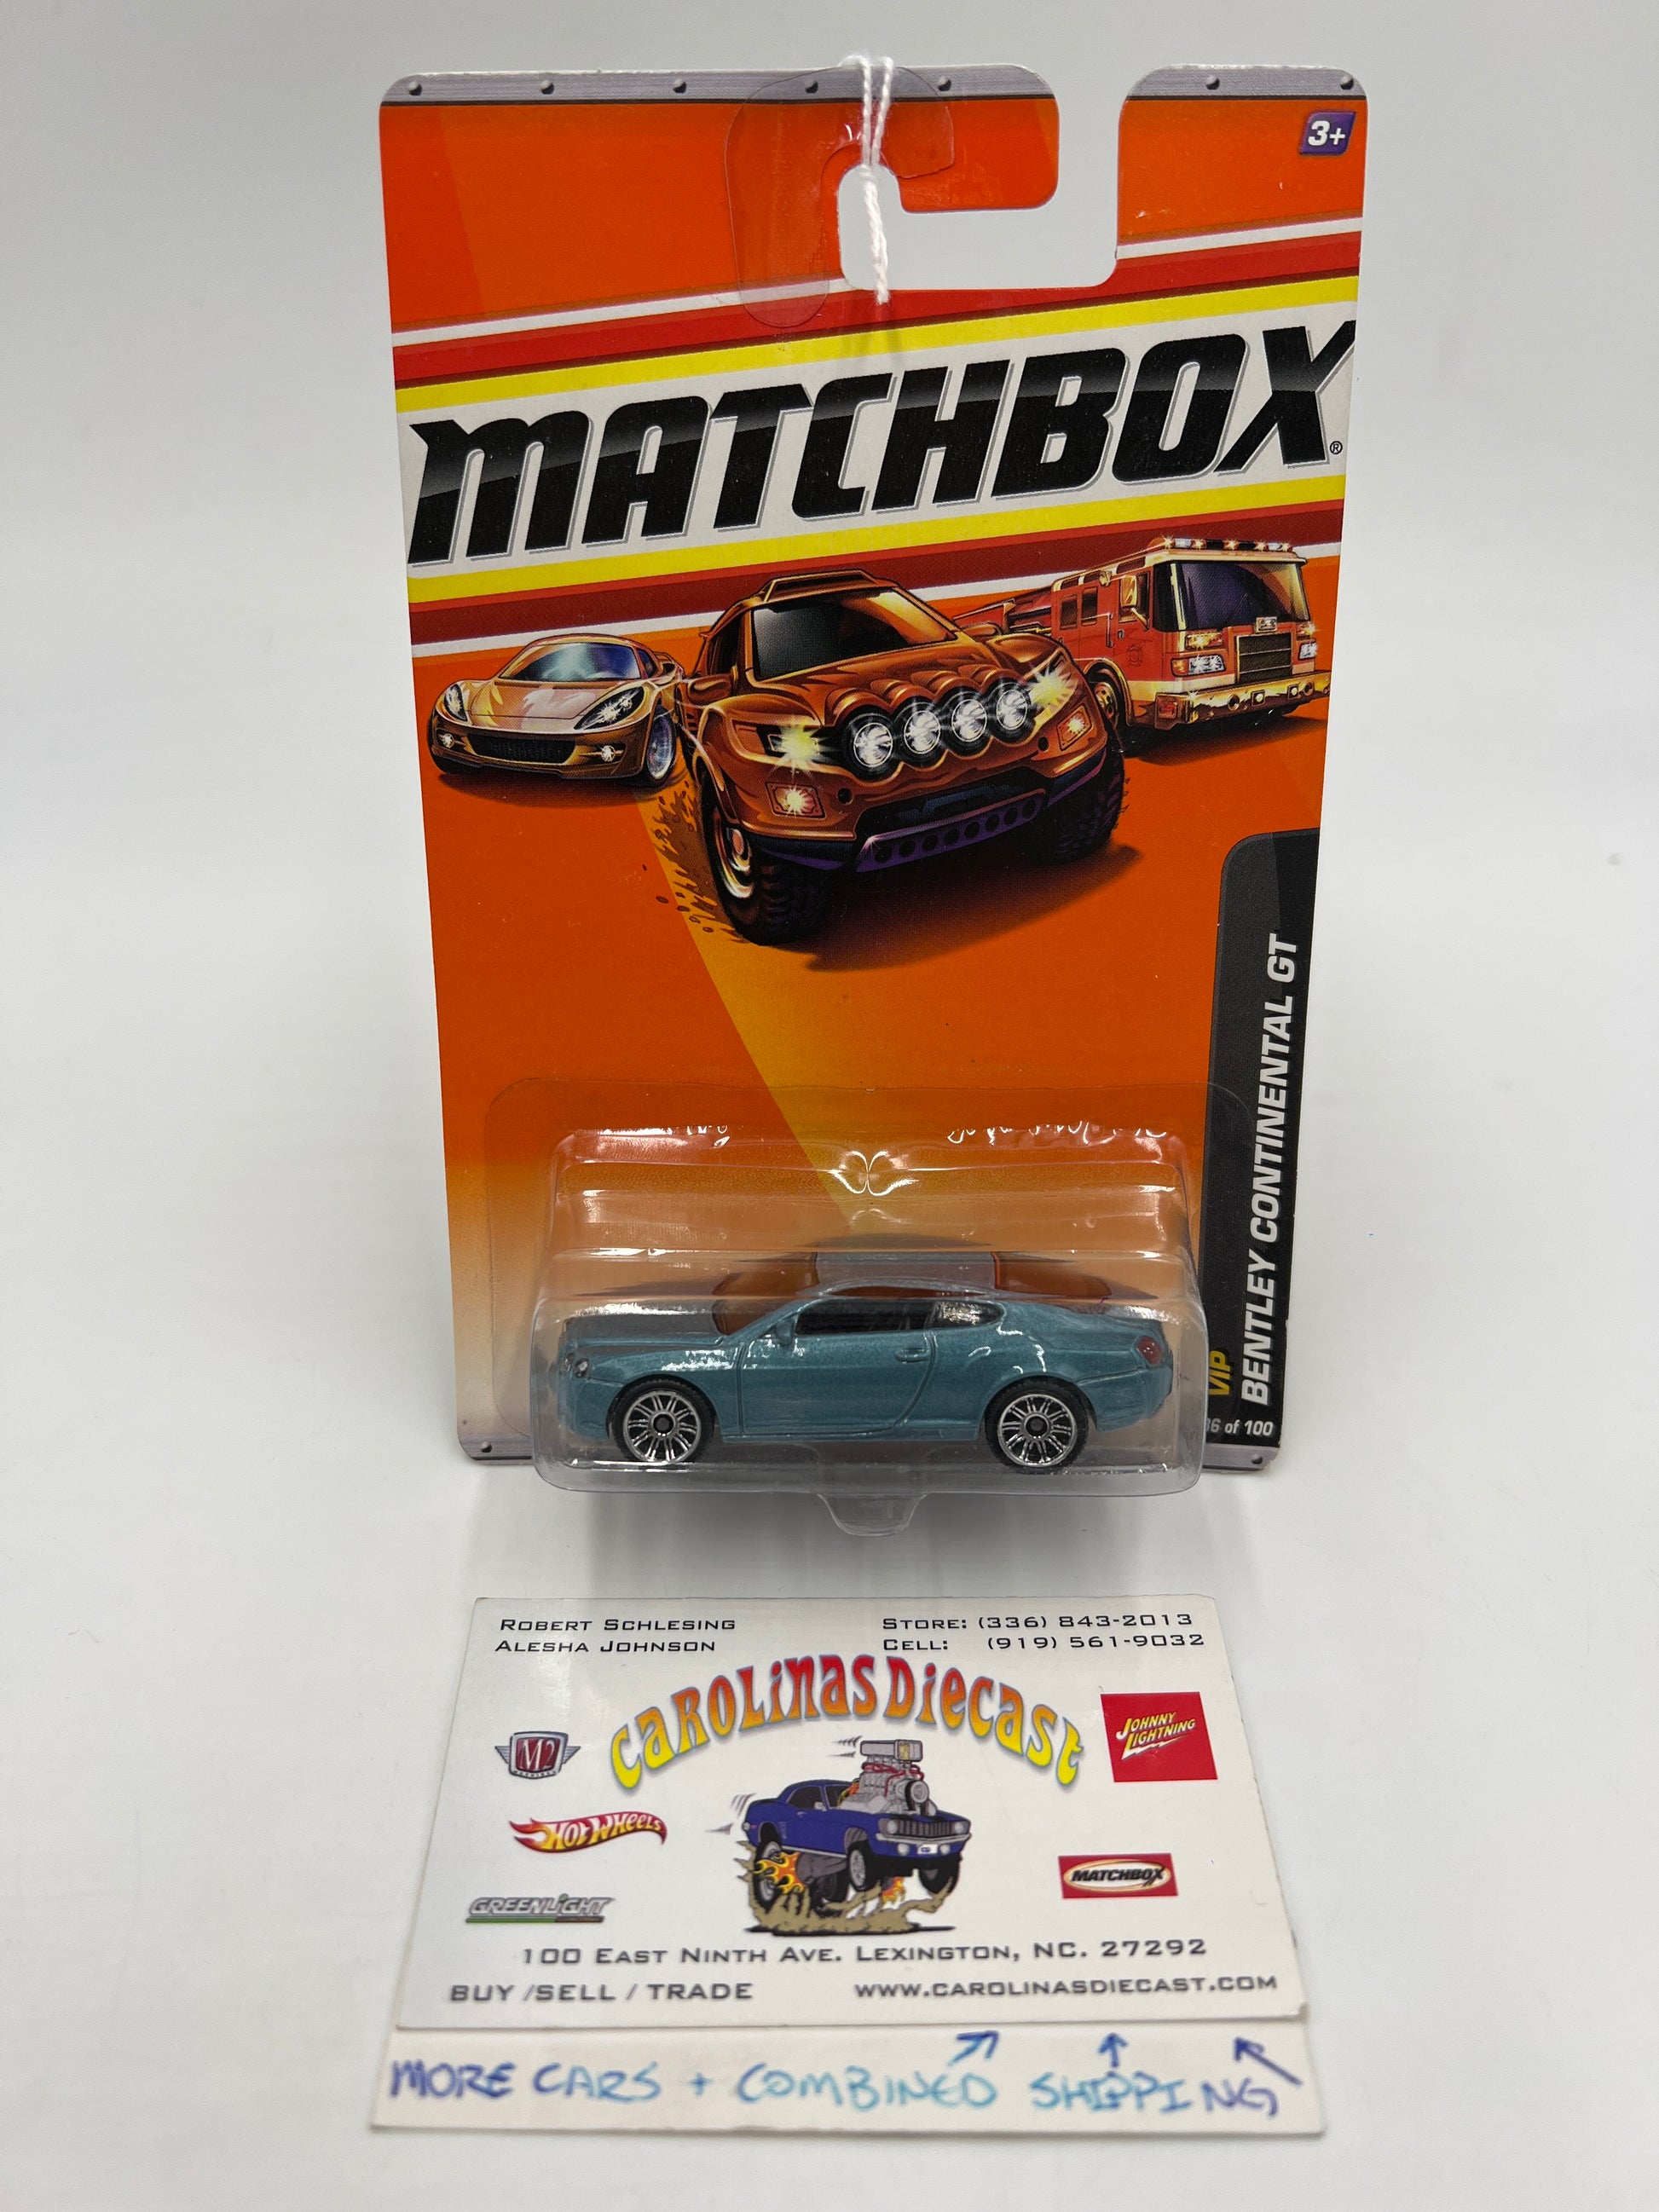 3+
MATCHBOX®
BENTLEY CONTINENTAL GT
VIP
36 of 100
ROBERT SCHLESING
ALESHA JOHNSON
STORE: (336) 843-2013
CELL: (919) 561-9032
CAROLINAS DIECAST
M2
JOHNNY LIGHTNING
HOT WHEELS
GREENLIGHT
MATCHBOX
100 EAST NINTH AVE. LEXINGTON, NC. 27292
BUY /SELL / TRADE
WWW.CAROLINASDIECAST.COM
MORE CARS + COMBINED SHIPPING